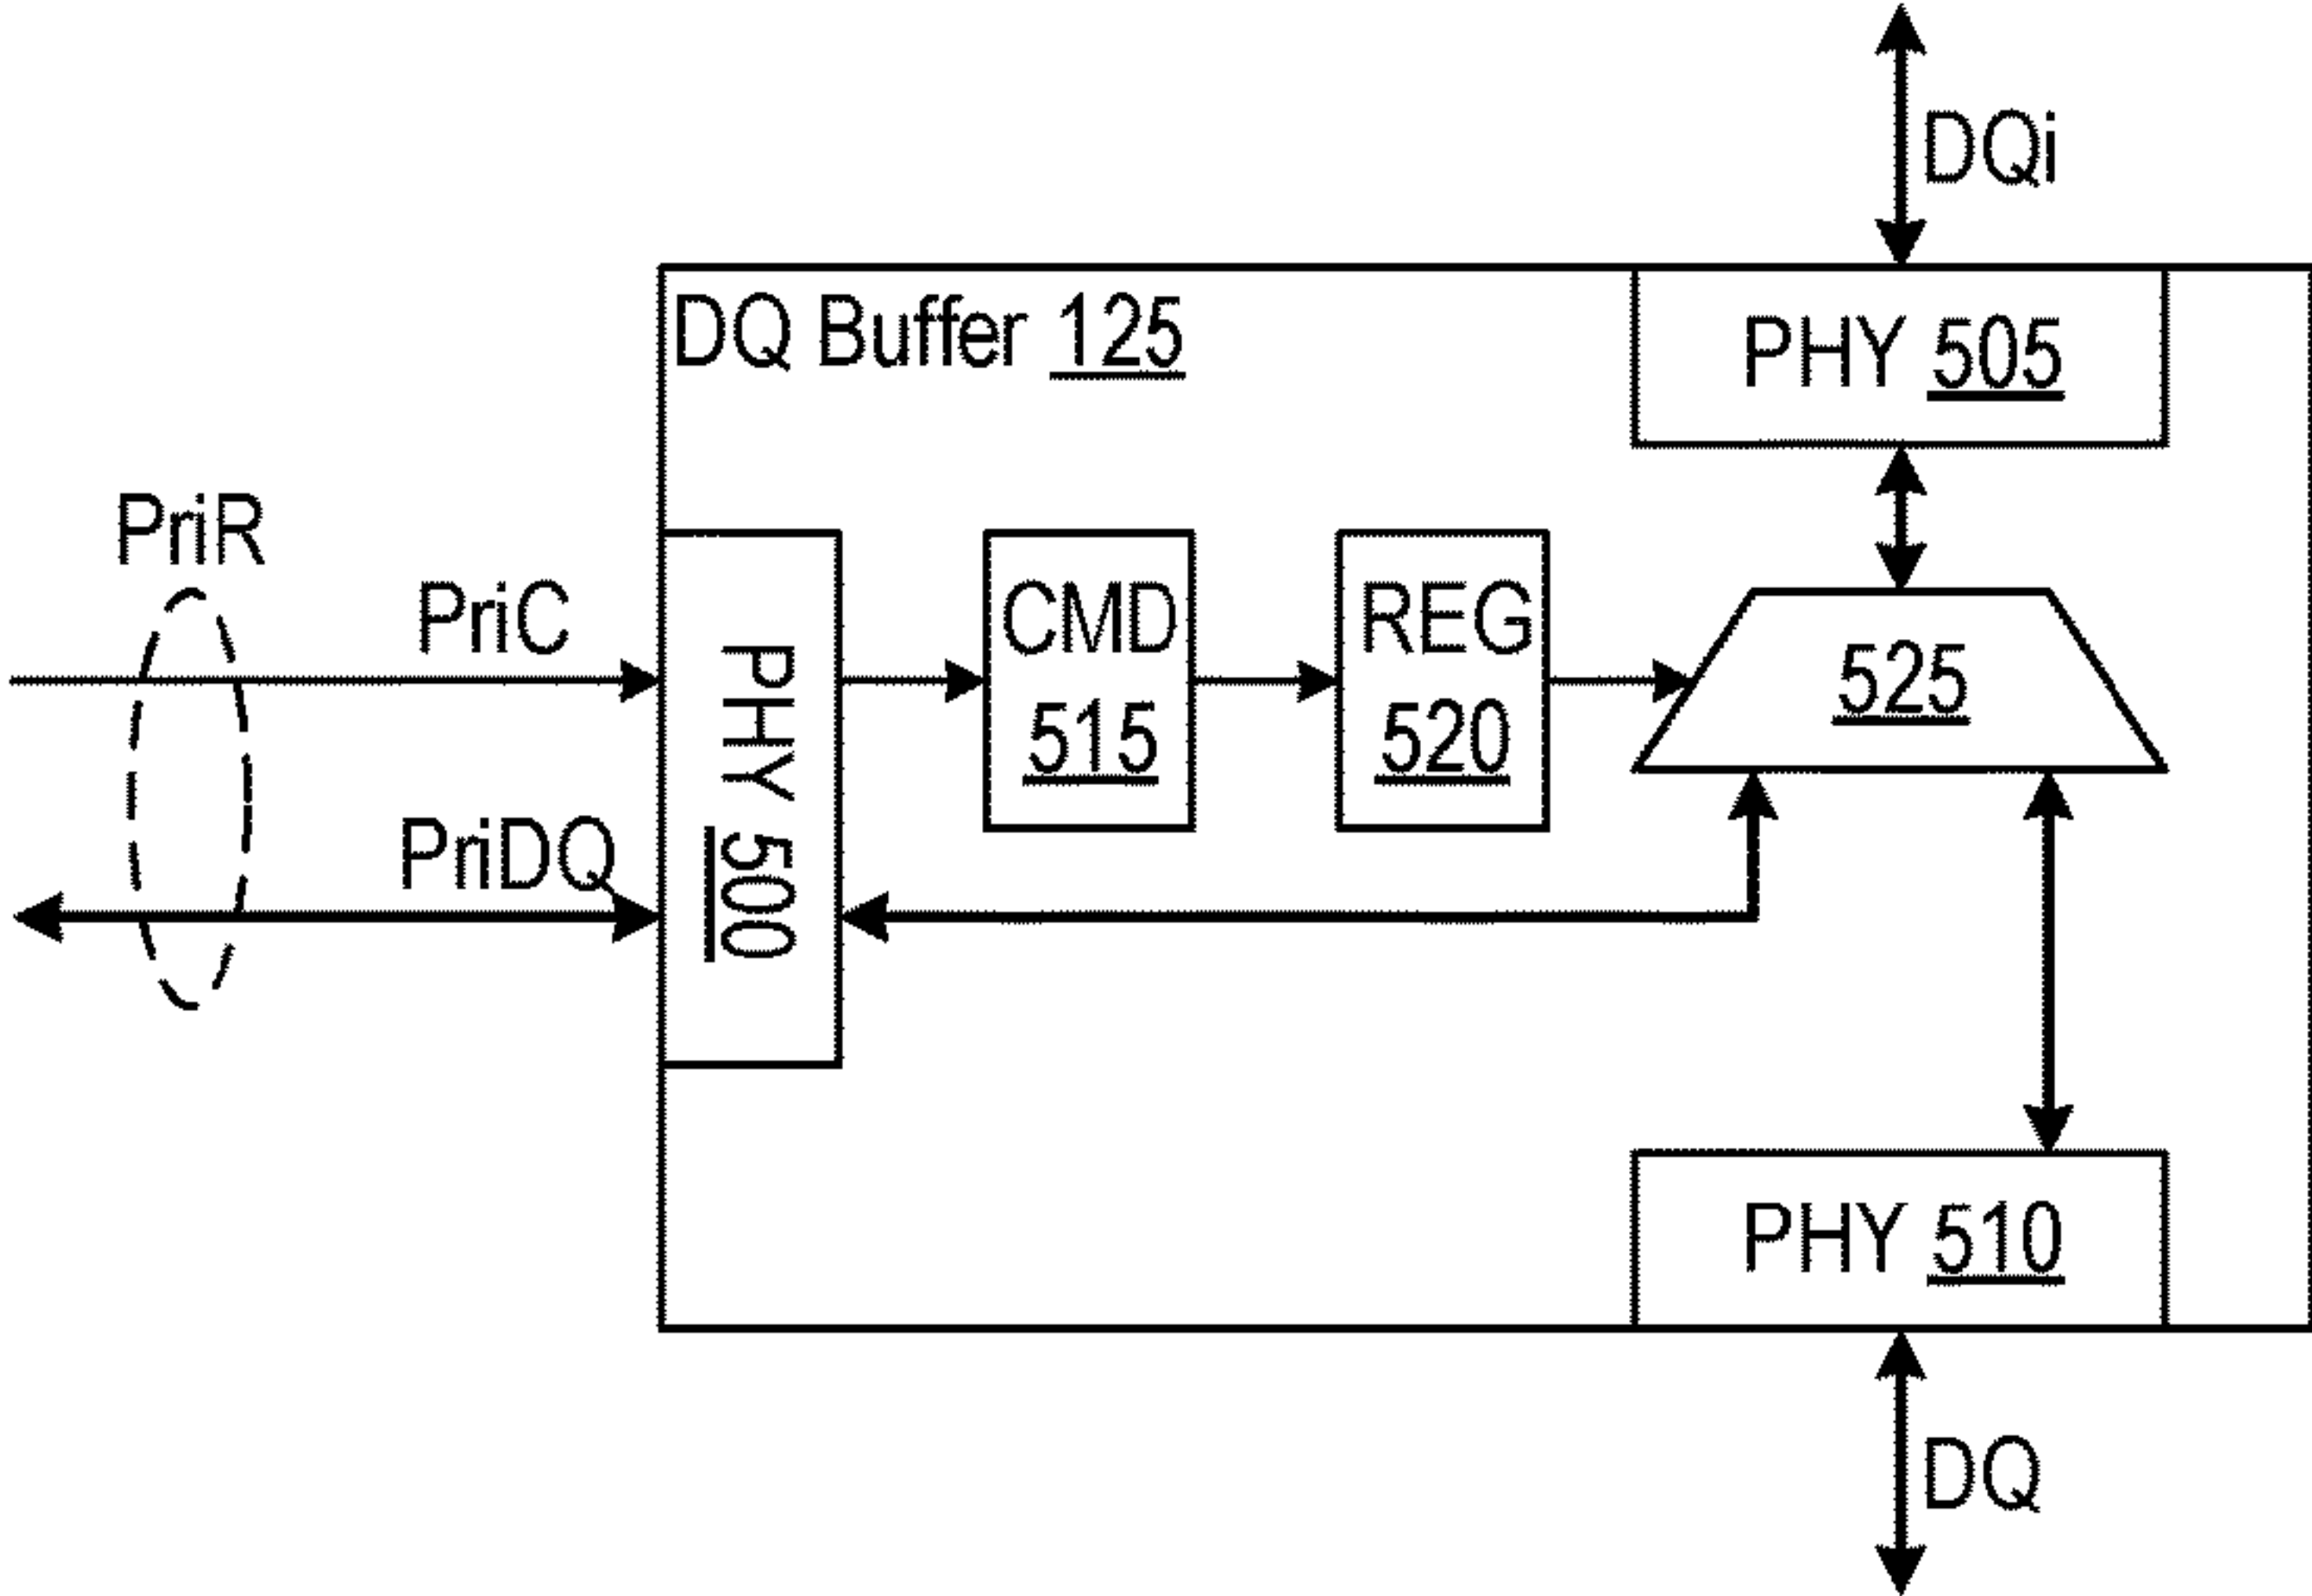 DQi
DQ Buffer 125
PHY 505
PriR
PriC
PHY 500
CMD
515
REG
520
525
PriDQ
PHY 510
DQ